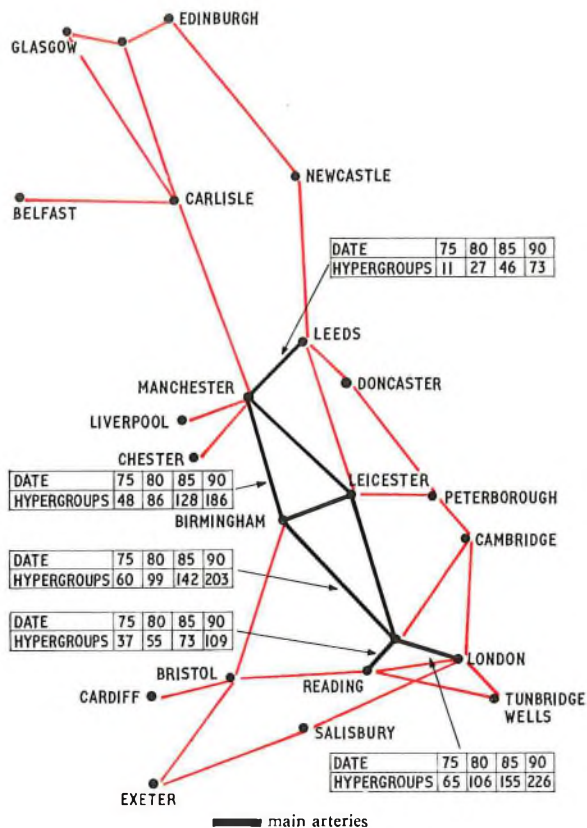 EDINBURGH
GLASGOW
NEWCASTLE
CARLISLE
BELFAST
DATE 75 80 85 90
HYPERGROUPS 11 27 46 73
LEEDS
MANCHESTER
DONCASTER
LIVERPOOL
CHESTER
LEICESTER
DATE 75 80 85 90
HYPERGROUPS 48 86 128 186
PETERBOROUGH
BIRMINGHAM
CAMBRIDGE
DATE 75 80 85 90
HYPERGROUPS 60 99 142 203
DATE 75 80 85 90
HYPERGROUPS 37 55 73 109
LONDON
BRISTOL
READING
CARDIFF
TUNBRIDGE
WELLS
SALISBURY
DATE 75 80 85 90
HYPERGROUPS 65 106 155 226
EXETER
main arteries